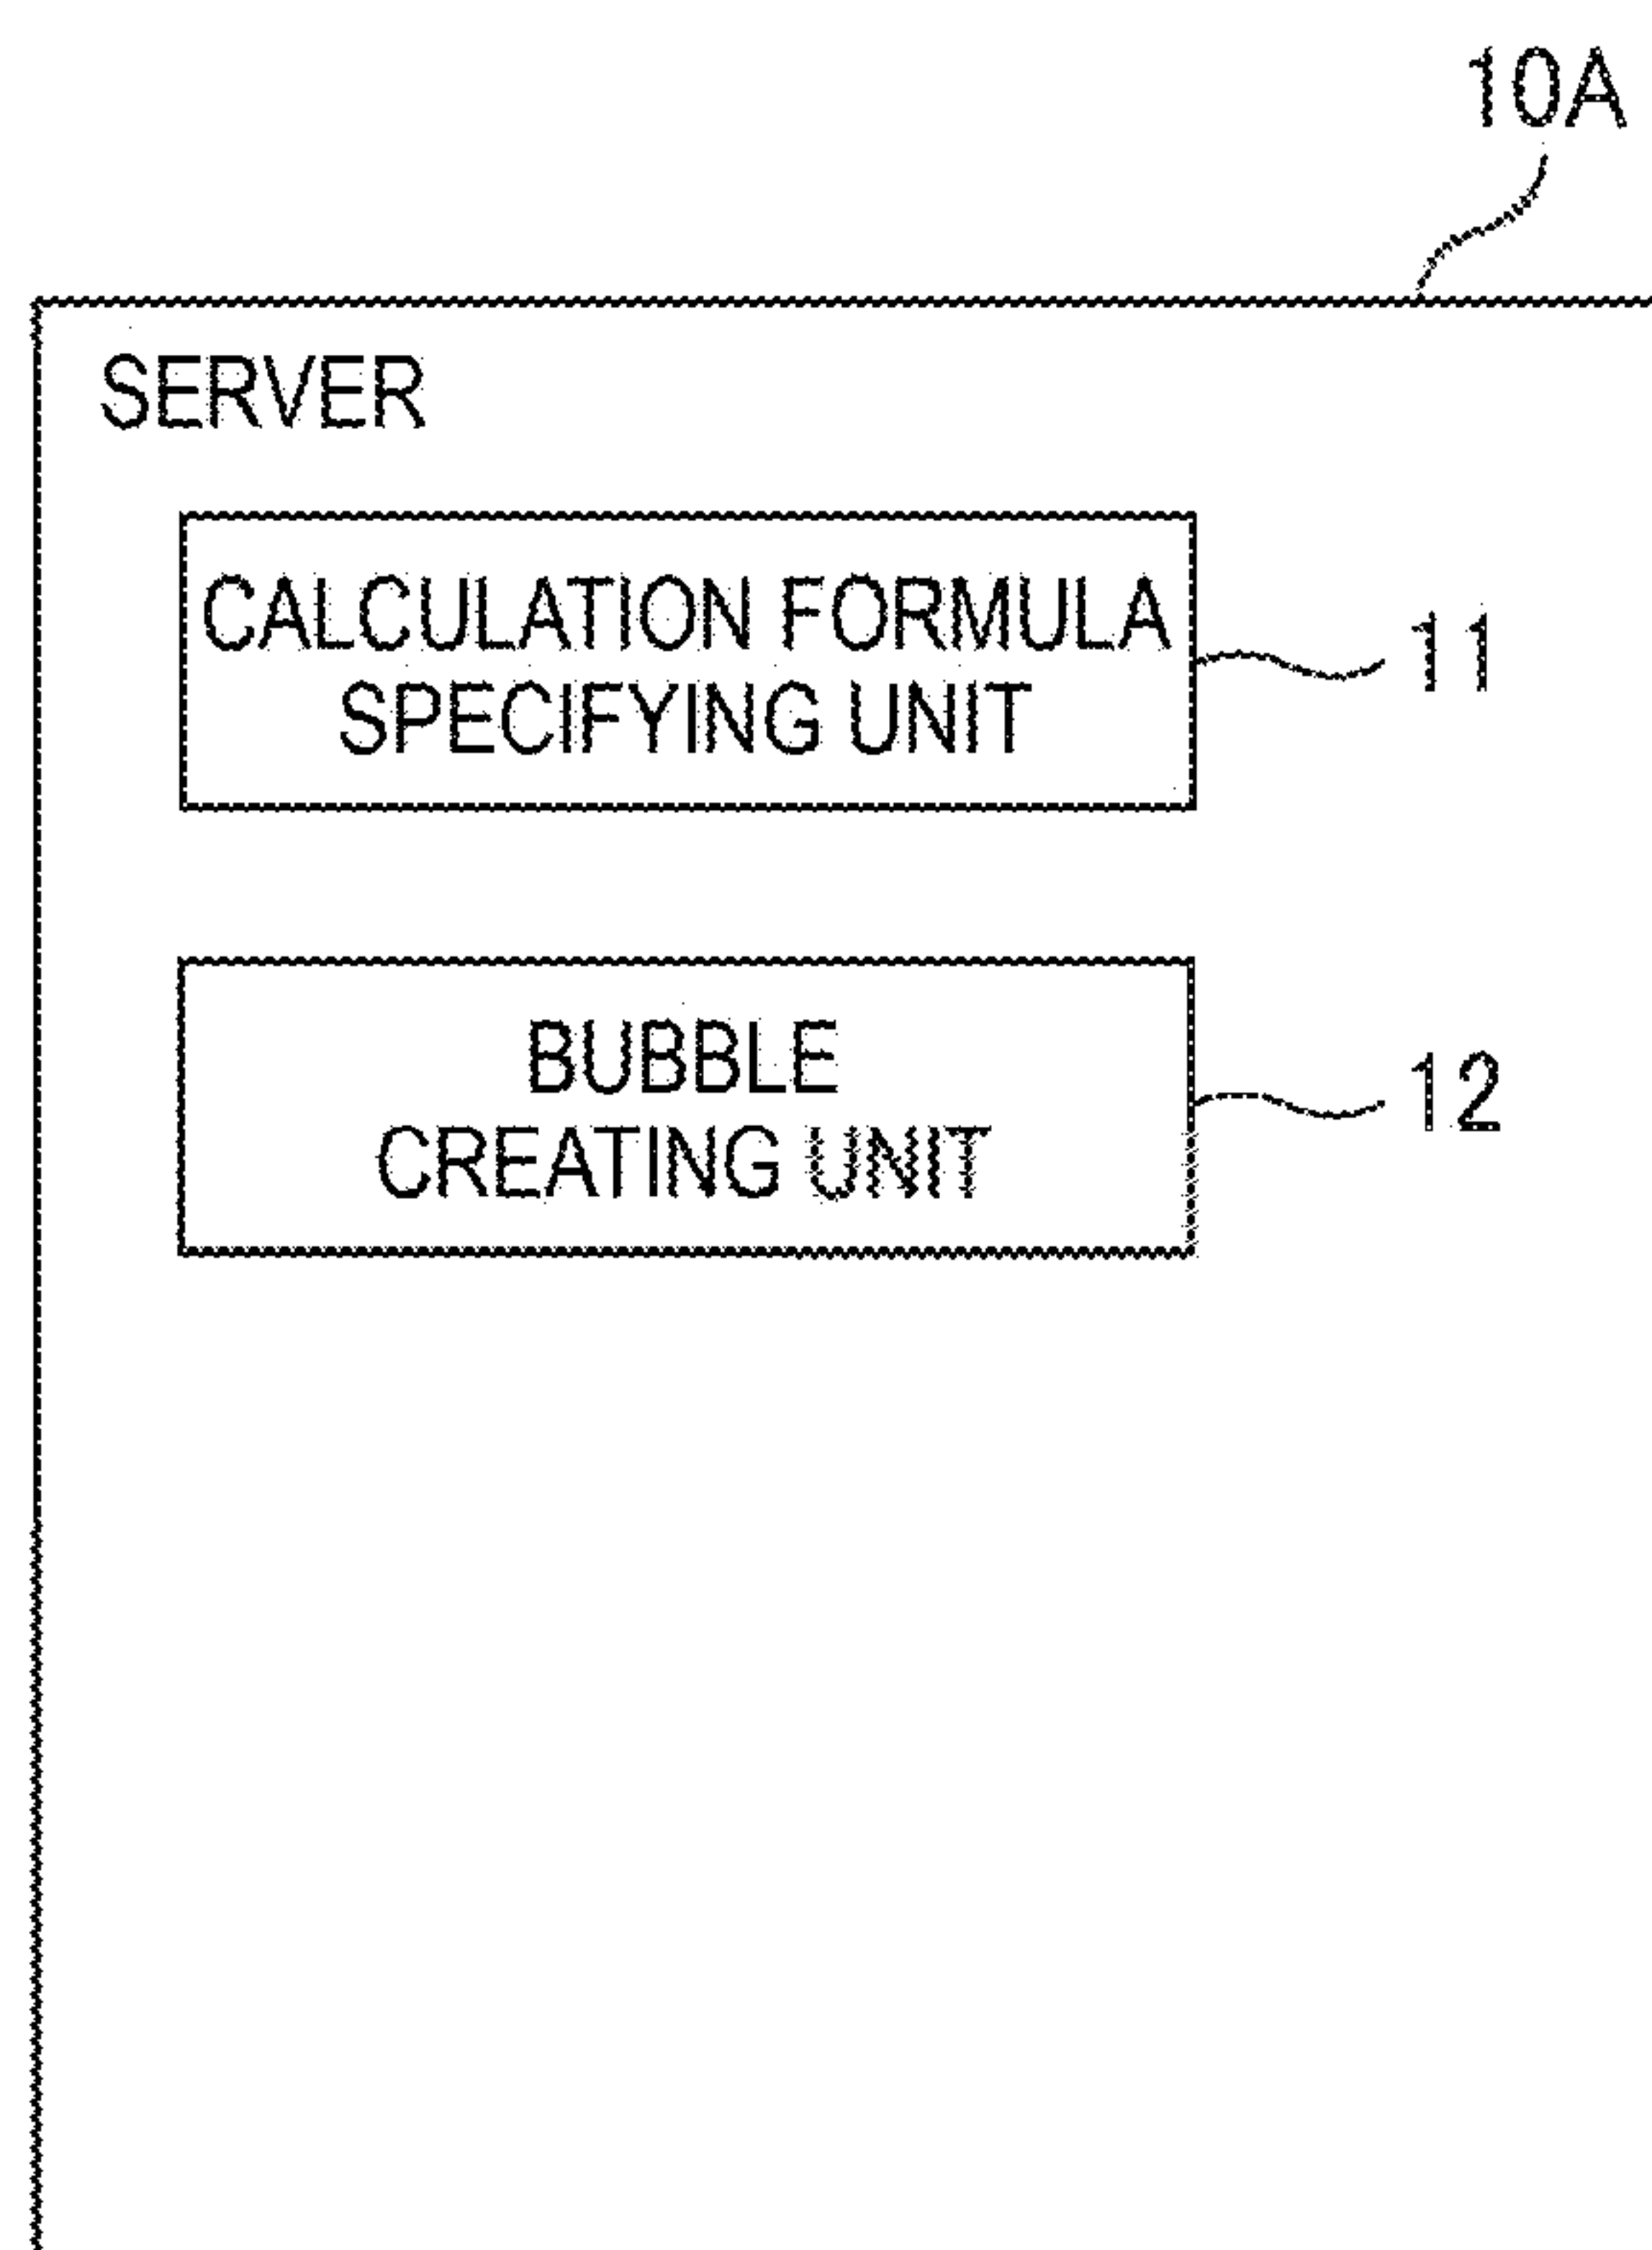 10A
SERVER
CALCULATION FORMULA
SPECIFYING UNIT
11
BUBBLE
CREATING UNIT
12